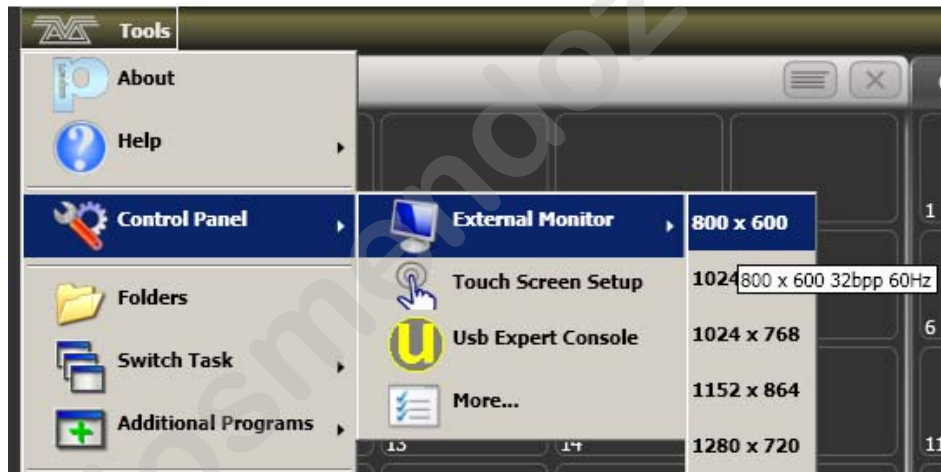 Tools
About
Help
Control Panel
External Monitor
800 x 600
1
Folders
Touch Screen Setup
1024
800 x 600 32bpp 60Hz
Switch Task
Usb Expert Console
1024 x 768
6
Additional Programs
More...
1152 x 864
13
14
1280 x 720
11